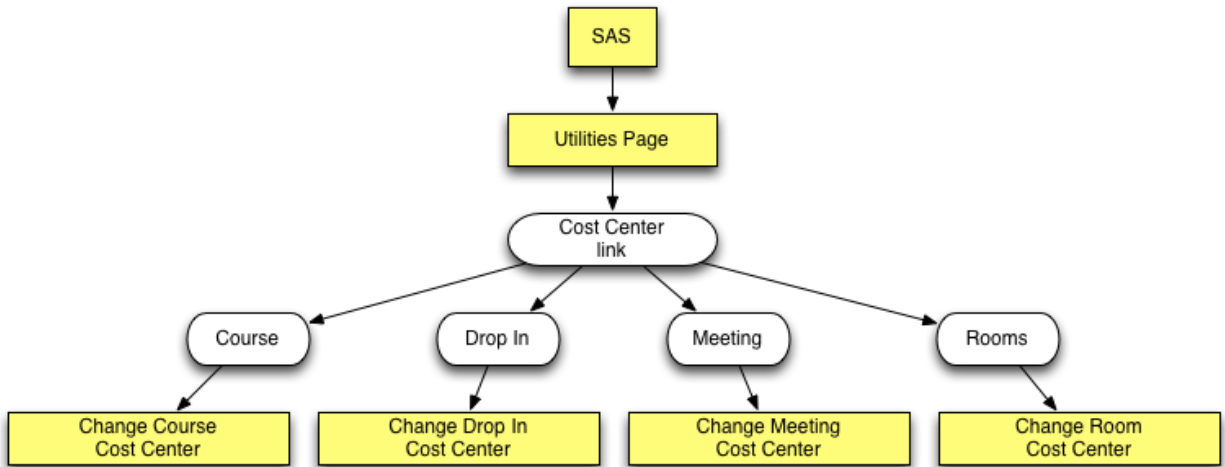 SAS
Utilities Page
Cost Center
link
Course
Drop In
Meeting
Rooms
Change Course
Cost Center
Change Drop In
Cost Center
Change Meeting
Cost Center
Change Room
Cost Center